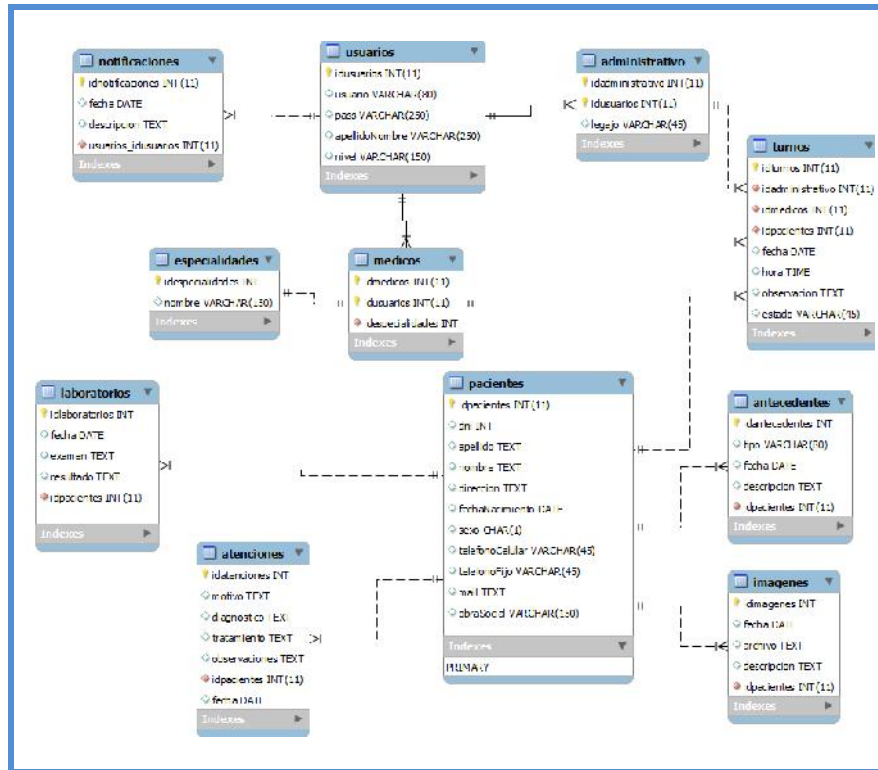 notificaciones
idnotificaciones INT(11)
fecha DATE
descripcion TEXT
usuarios_idusuarios INT(11)
Indexes
usuarios
idusuarios INT(11)
usuario VARCHAR(80)
pass VARCHAR(250)
apellidoNombre VARCHAR(250)
nivel VARCHAR(150)
Indexes
administrativo
idadministrativo INT(11)
idusuarios INT(11)
legajo VARCHAR(45)
Indexes
turnos
idturnos INT(11)
idadministrativo INT(11)
idmedicos INT(11)
idpacientes INT(11)
fecha DATE
hora TIME
observacion TEXT
estado VARCHAR(45)
Indexes
especialidades
idespecialidades INT
nombre VARCHAR(150)
Indexes
medicos
idmedicos INT(11)
idusuarios INT(11)
idespecialidades INT
Indexes
laboratorios
idlaboratorios INT
fecha DATE
examen TEXT
resultado TEXT
idpacientes INT(11)
Indexes
pacientes
idpacientes INT(11)
dni INT
apellido TEXT
nombre TEXT
direccion TEXT
fechaNacimiento DATE
sexo CHAR(1)
telefonoCelular VARCHAR(45)
telefonoFijo VARCHAR(45)
mail TEXT
obraSocial VARCHAR(150)
Indexes
PRIMARY
antecedentes
idantecedentes INT
tipo VARCHAR(80)
fecha DATE
descripcion TEXT
idpacientes INT(11)
Indexes
atenciones
idatenciones INT
motivo TEXT
diagnostico TEXT
tratamiento TEXT
observaciones TEXT
idpacientes INT(11)
fecha DATE
Indexes
imagenes
idimagenes INT
fecha DATE
archivo TEXT
descripcion TEXT
idpacientes INT(11)
Indexes